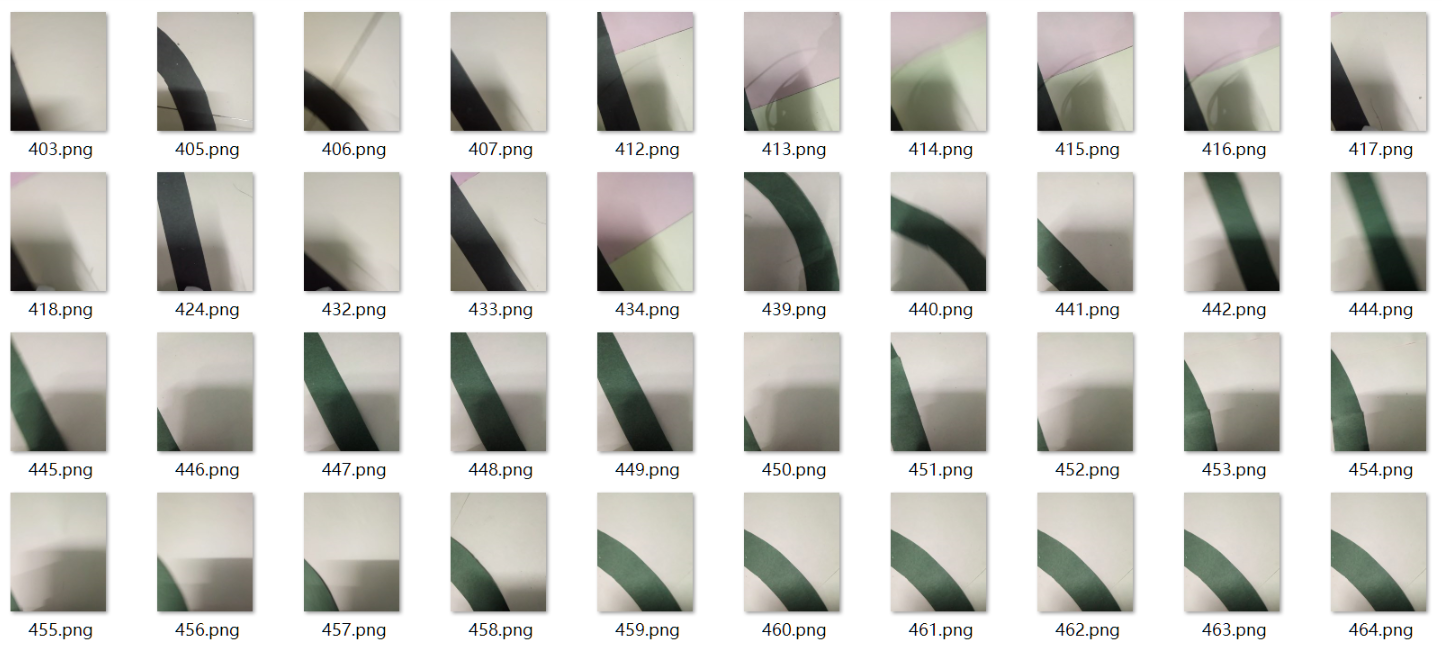 403.png 405.png 406.png 407.png 412.png 413.png 414.png 415.png 416.png 417.png
418.png 424.png 432.png 433.png 434.png 439.png 440.png 441.png 442.png 444.png
445.png 446.png 447.png 448.png 449.png 450.png 451.png 452.png 453.png 454.png
455.png 456.png 457.png 458.png 459.png 460.png 461.png 462.png 463.png 464.png